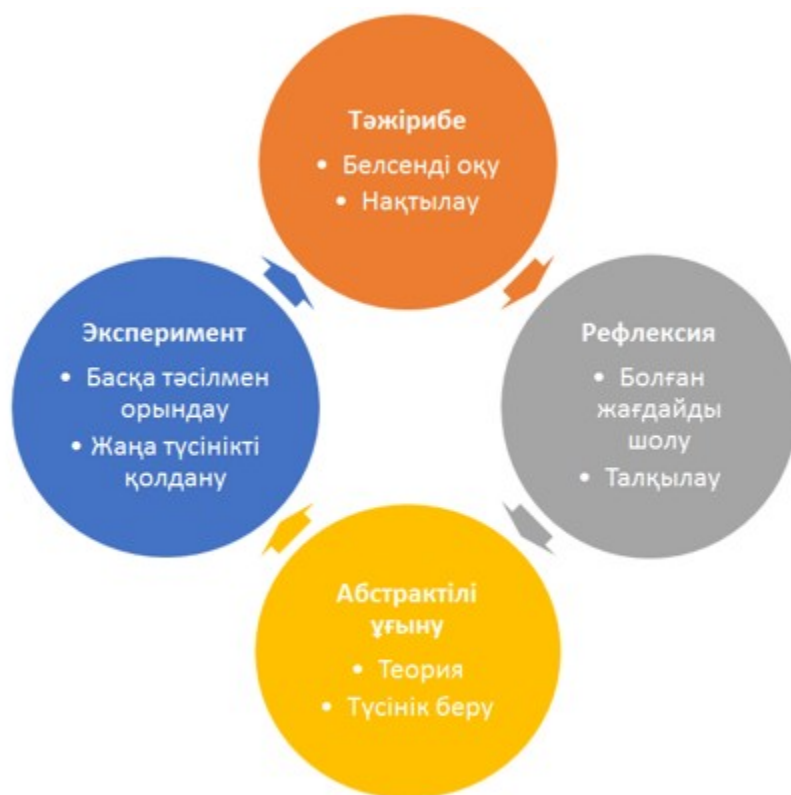 Тәжірибе
• Белсенді оқу
• Нақтылау
Эксперимент
• Басқа тәсілмен
орындау
• Жаңа түсінікті
қолдану
Рефлексия
• Болған
жағдайды
шолу
• Талқылау
Абстрактілі
ұғыну
• Теория
• Түсінік беру